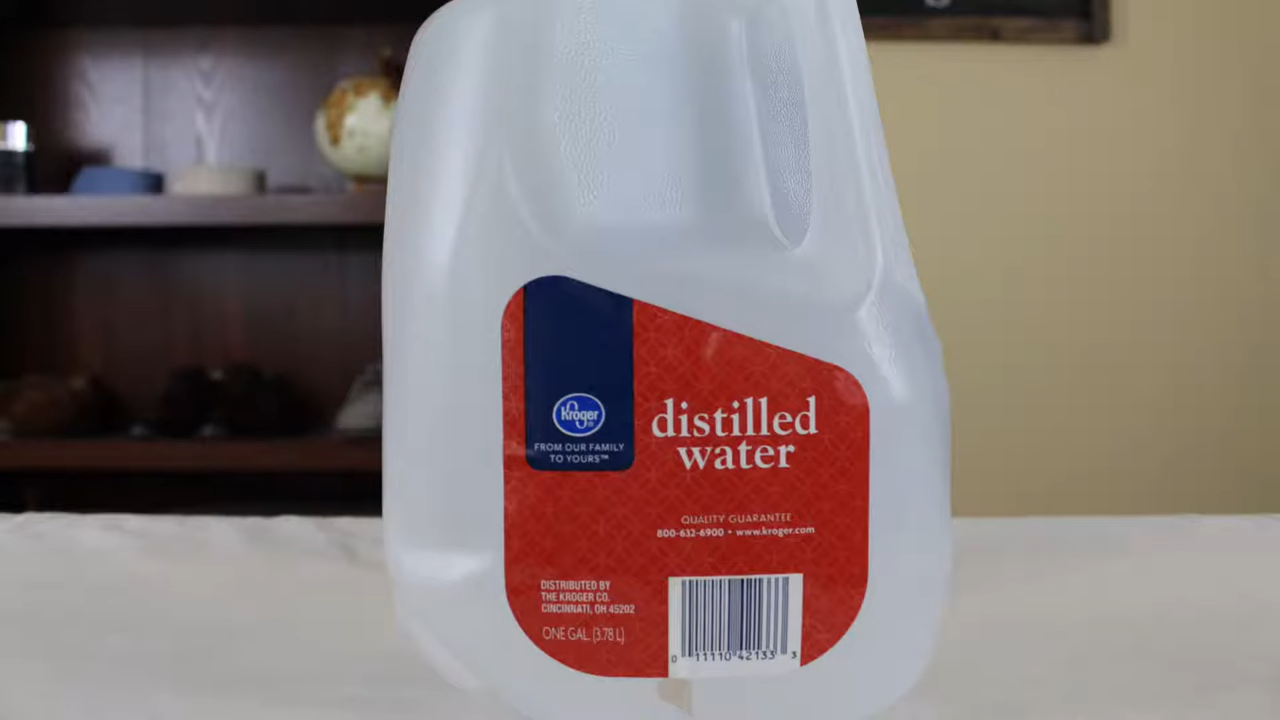 Kroger®
FROM OUR FAMILY
TO YOURS™
distilled
water
QUALITY GUARANTEE
800-632-6900 • www.kroger.com
DISTRIBUTED BY
THE KROGER CO.
CINCINNATI, OH 45202
ONE GAL. (3.78 L)
0 11110 42133 3